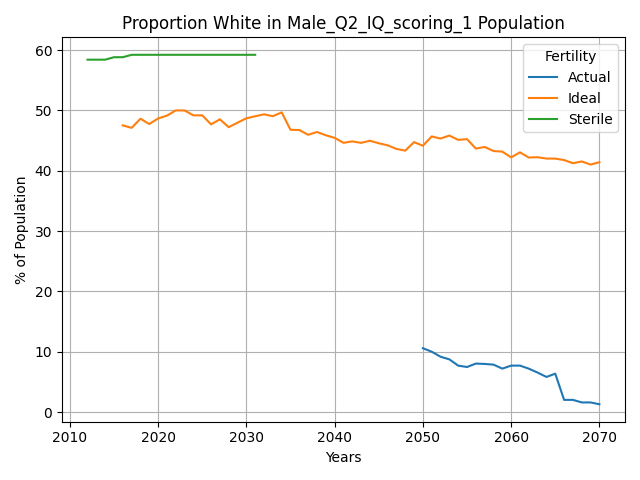 Proportion White in Male_Q2_IQ_scoring_1 Population
Fertility
Actual
Ideal
Sterile
% of Population
60
50
40
30
20
10
0
2010 2020 2030 2040 2050 2060 2070
Years